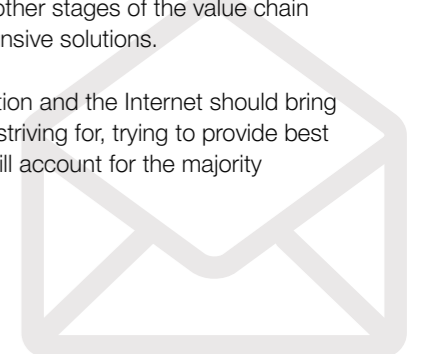 other stages of the value chain
nsive solutions.
tion and the Internet should bring
striving for, trying to provide best
ill account for the majority